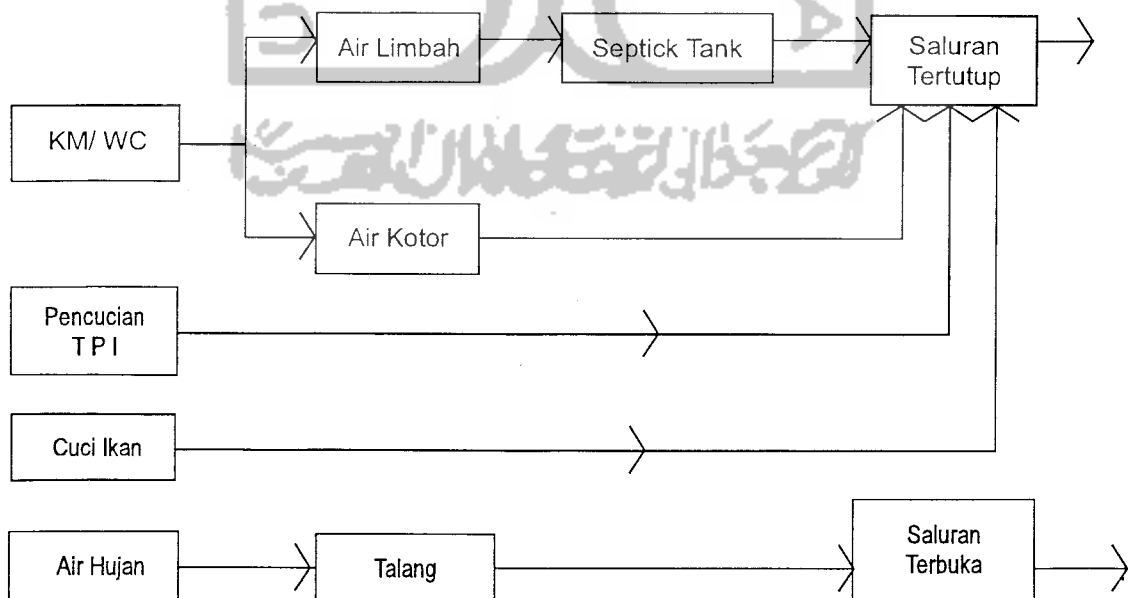 Air Limbah
Septick Tank
Saluran
Tertutup
KM/ WC
Air Kotor
Pencucian
T P I
Cuci Ikan
Air Hujan
Talang
Saluran
Terbuka